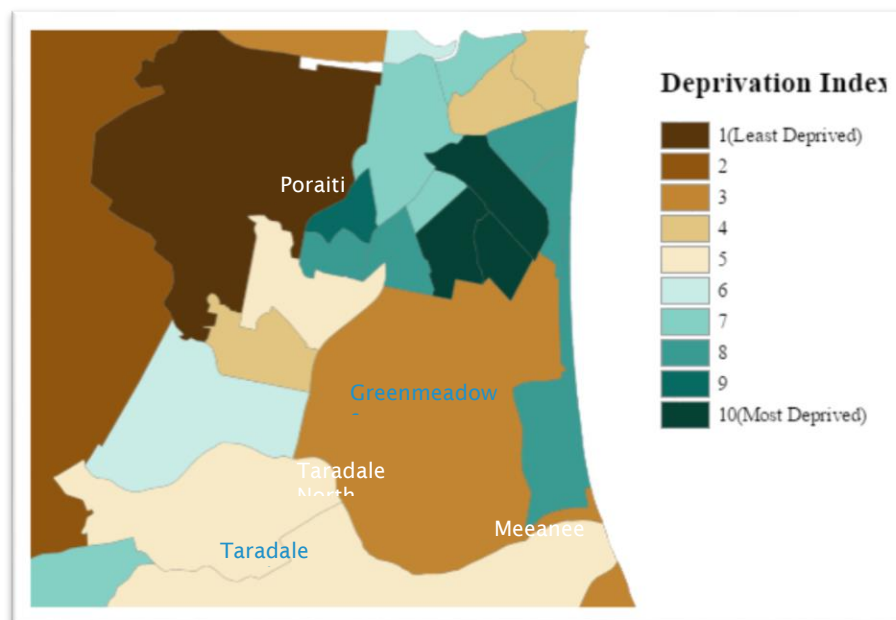 Deprivation Index
1(Least Deprived)
2
3
4
5
6
7
8
9
10(Most Deprived)
Poraiti
Greenmeadow
Taradale
North
Meeanee
Taradale